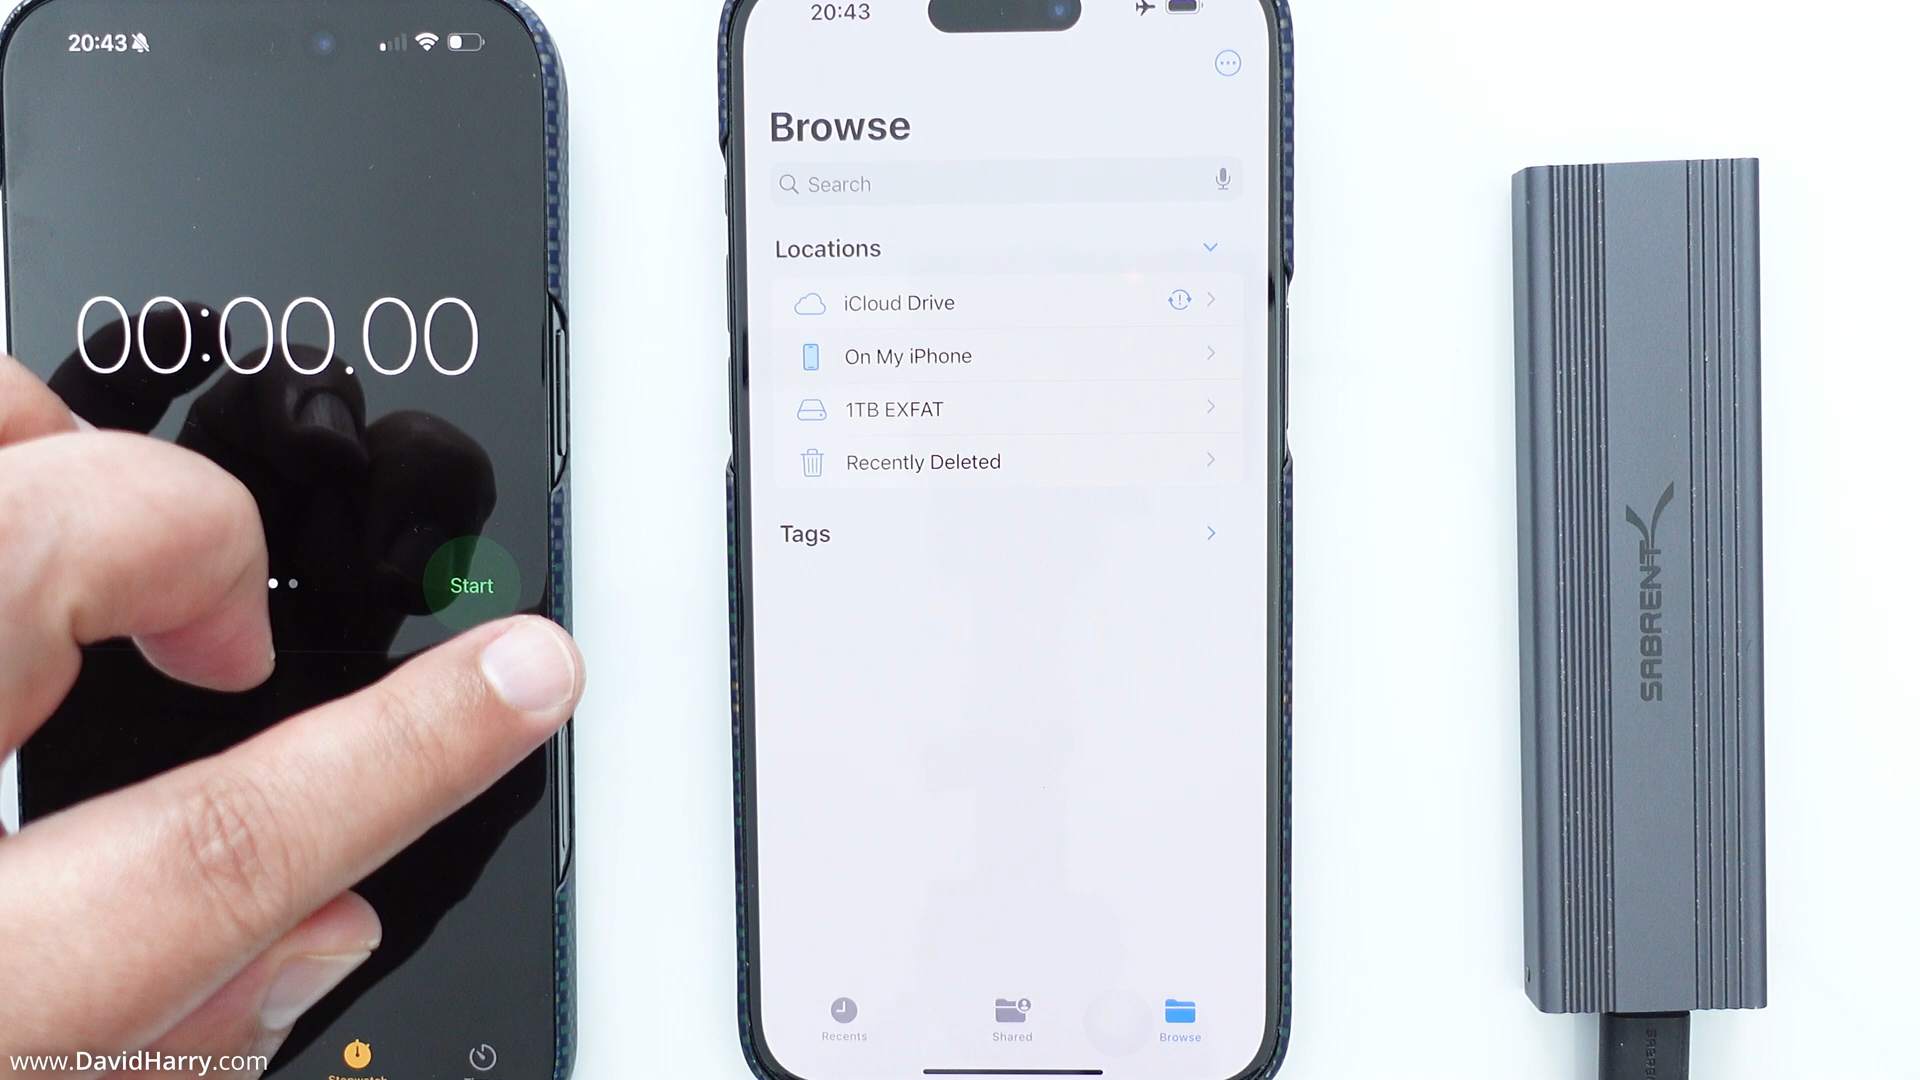 20:43
00:00.00
Start
Stopwatch
20:43
Browse
Search
Locations
iCloud Drive
On My iPhone
1TB EXFAT
Recently Deleted
Tags
Recents
Shared
Browse
SABRENT
www.DavidHarry.com